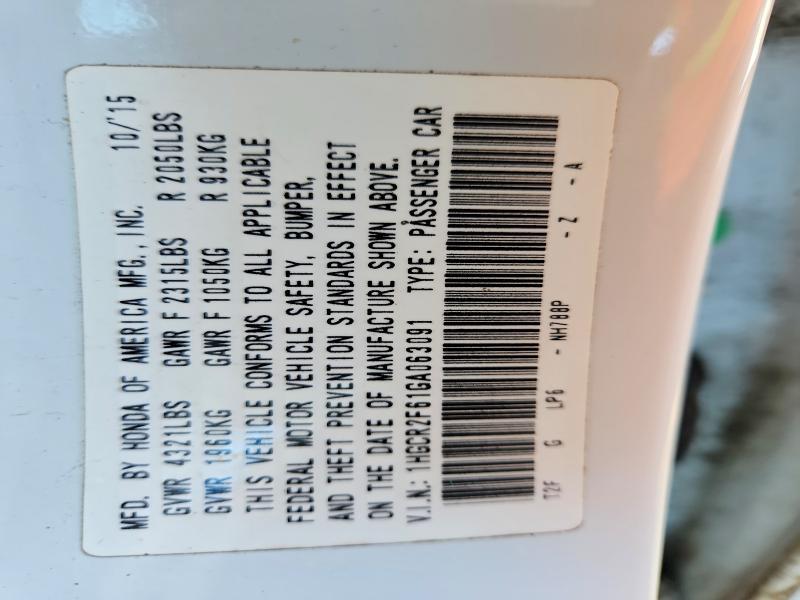 MFD. BY HONDA OF AMERICA MFG., INC. 10/'15
GVWR 4321LBS GAWR F 2315LBS R 2050LBS
GVWR 1960KG GAWR F 1050KG R 930KG
THIS VEHICLE CONFORMS TO ALL APPLICABLE
FEDERAL MOTOR VEHICLE SAFETY, BUMPER,
AND THEFT PREVENTION STANDARDS IN EFFECT
ON THE DATE OF MANUFACTURE SHOWN ABOVE.
V.I.N.: 1HGCR2F61GA063091 TYPE: PASSENGER CAR
T2F G LP6 - NH788P - Z - A